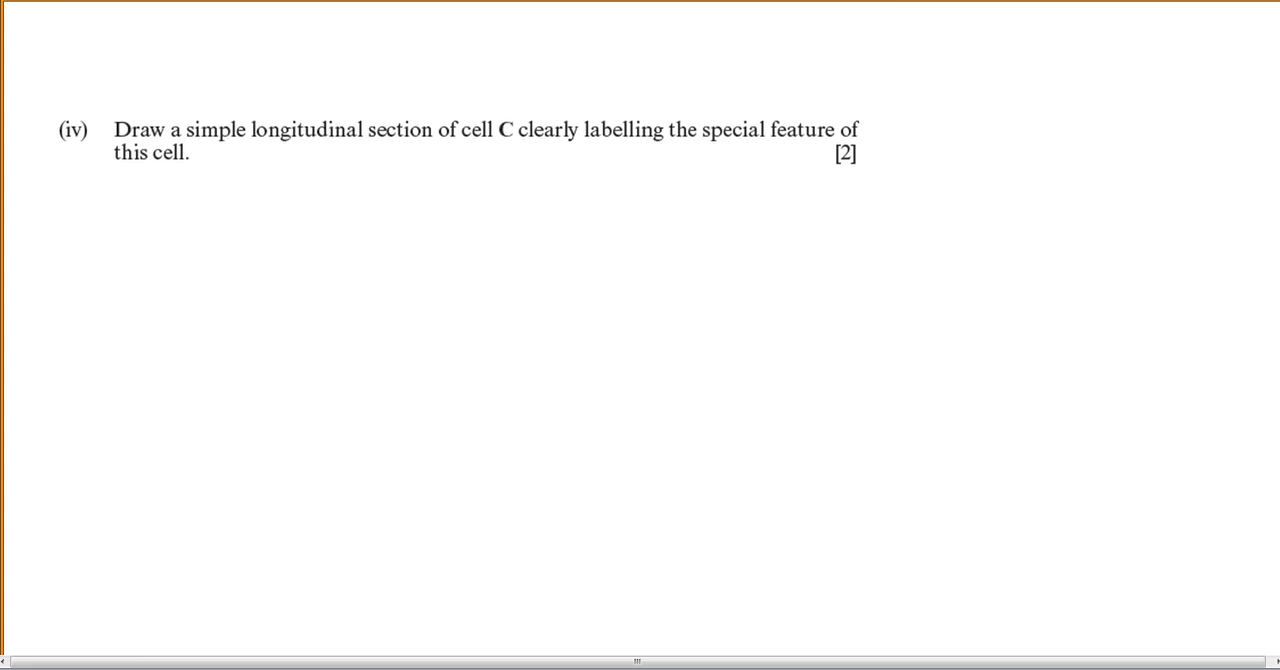 (iv) Draw a simple longitudinal section of cell C clearly labelling the special feature of
this cell. [2]